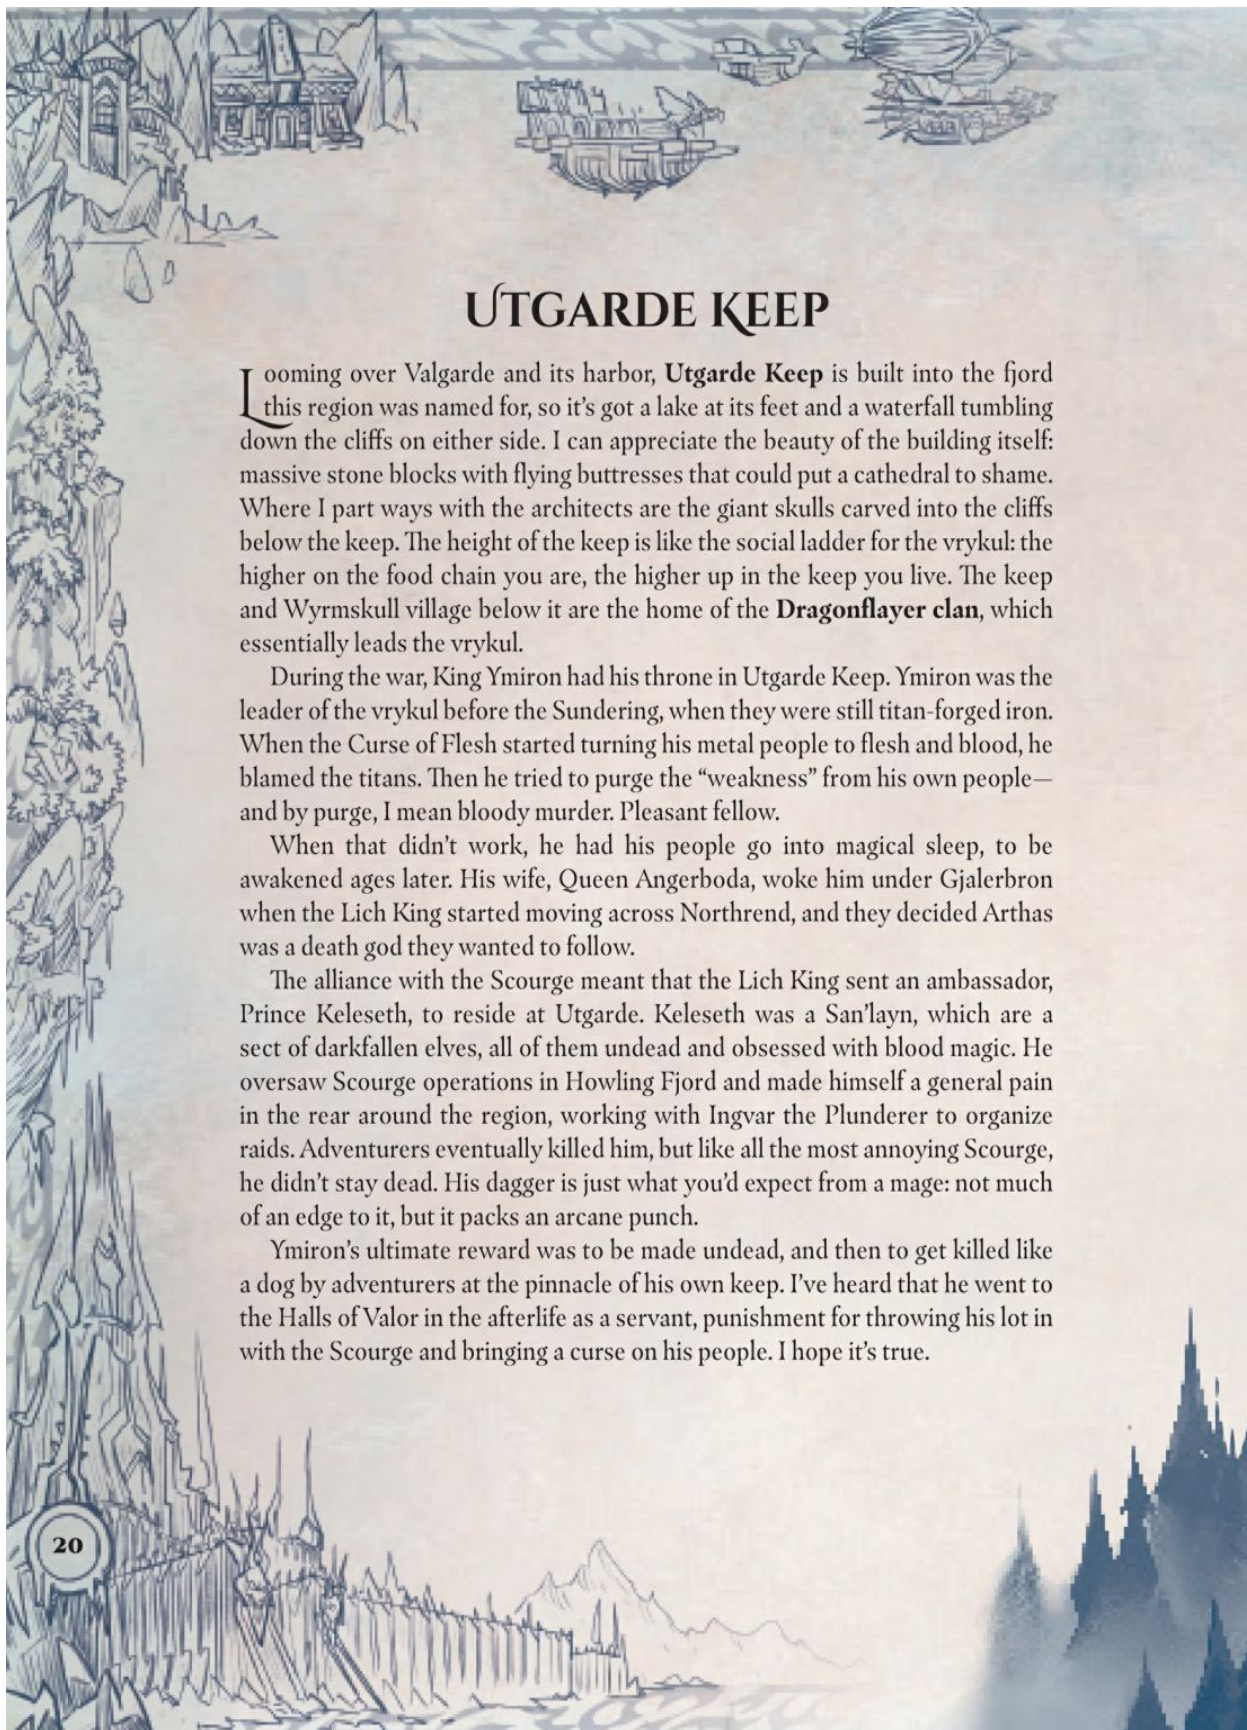 UTGARDE KEEP
Looming over Valgarde and its harbor, Utgarde Keep is built into the fjord
this region was named for, so it’s got a lake at its feet and a waterfall tumbling
down the cliffs on either side. I can appreciate the beauty of the building itself:
massive stone blocks with flying buttresses that could put a cathedral to shame.
Where I part ways with the architects are the giant skulls carved into the cliffs
below the keep. The height of the keep is like the social ladder for the vrykul: the
higher on the food chain you are, the higher up in the keep you live. The keep
and Wyrmskull village below it are the home of the Dragonflayer clan, which
essentially leads the vrykul.
During the war, King Ymiron had his throne in Utgarde Keep. Ymiron was the
leader of the vrykul before the Sundering, when they were still titan-forged iron.
When the Curse of Flesh started turning his metal people to flesh and blood, he
blamed the titans. Then he tried to purge the “weakness” from his own people—
and by purge, I mean bloody murder. Pleasant fellow.
When that didn’t work, he had his people go into magical sleep, to be
awakened ages later. His wife, Queen Angerboda, woke him under Gjalerbron
when the Lich King started moving across Northrend, and they decided Arthas
was a death god they wanted to follow.
The alliance with the Scourge meant that the Lich King sent an ambassador,
Prince Keleseth, to reside at Utgarde. Keleseth was a San’layn, which are a
sect of darkfallen elves, all of them undead and obsessed with blood magic. He
oversaw Scourge operations in Howling Fjord and made himself a general pain
in the rear around the region, working with Ingvar the Plunderer to organize
raids. Adventurers eventually killed him, but like all the most annoying Scourge,
he didn’t stay dead. His dagger is just what you’d expect from a mage: not much
of an edge to it, but it packs an arcane punch.
Ymiron’s ultimate reward was to be made undead, and then to get killed like
a dog by adventurers at the pinnacle of his own keep. I’ve heard that he went to
the Halls of Valor in the afterlife as a servant, punishment for throwing his lot in
with the Scourge and bringing a curse on his people. I hope it’s true.
20